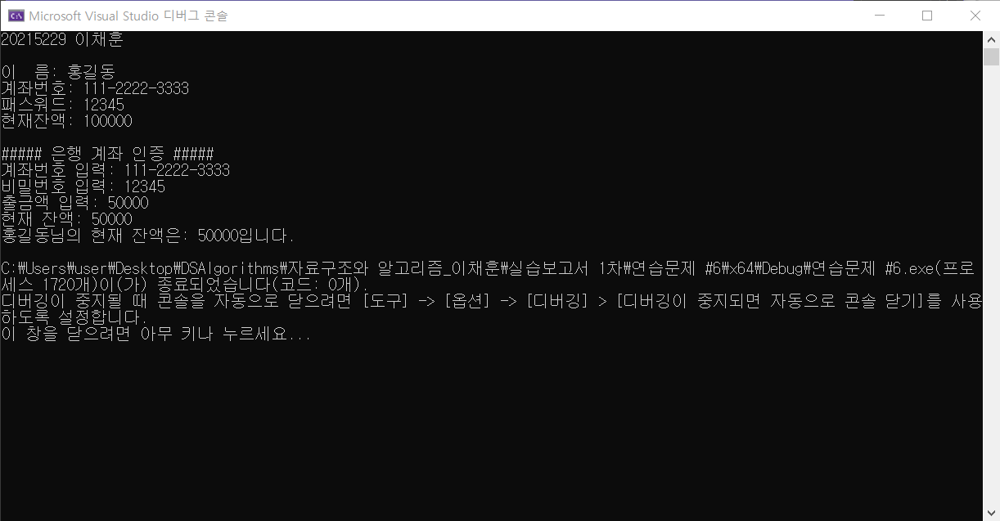 Microsoft Visual Studio 디버그 콘솔
20215229 이채훈
이  름: 홍길동
계좌번호: 111-2222-3333
패스워드: 12345
현재잔액: 100000
##### 은행 계좌 인증 #####
계좌번호 입력: 111-2222-3333
비밀번호 입력: 12345
출금액 입력: 50000
현재 잔액: 50000
홍길동님의 현재 잔액은: 50000입니다.
C:₩Users₩user₩Desktop₩DSAlgorithms₩자료구조와 알고리즘_이채훈₩실습보고서 1차₩연습문제 #6₩x64₩Debug₩연습문제 #6.exe(프로
세스 1720개)이(가) 종료되었습니다(코드: 0개).
디버깅이 중지될 때 콘솔을 자동으로 닫으려면 [도구] -> [옵션] -> [디버깅] > [디버깅이 중지되면 자동으로 콘솔 닫기]를 사용
하도록 설정합니다.
이 창을 닫으려면 아무 키나 누르세요...